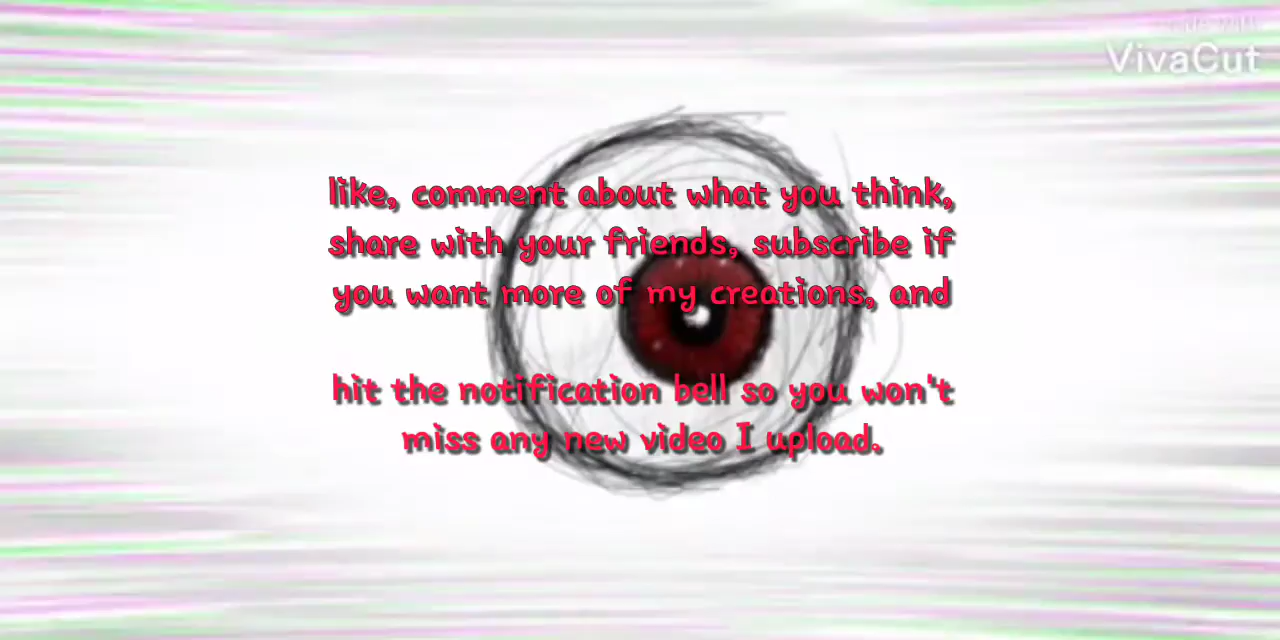 VivaCut
like, comment about what you think,
share with your friends, subscribe if
you want more of my creations, and
hit the notification bell so you won't
miss any new video I upload.